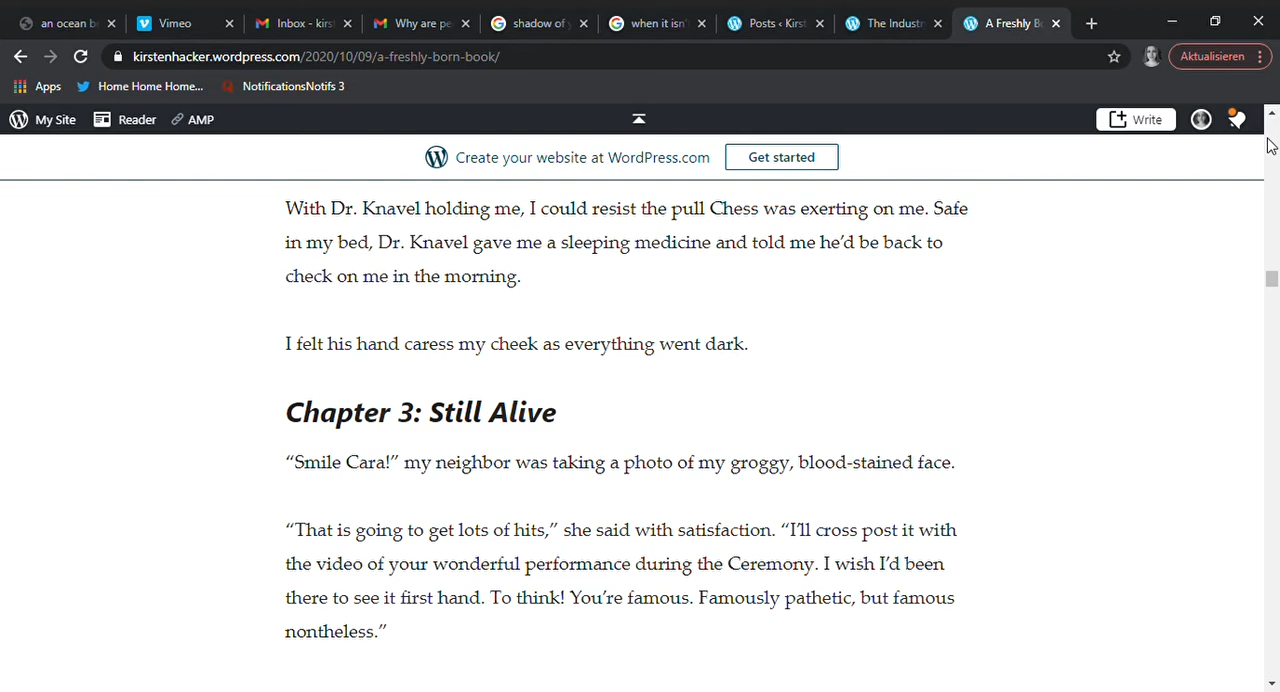 an ocean b
Vimeo
Inbox - kirs
Why are pe
shadow of
when it isn'
Posts ‹ Kirst
The Industr
A Freshly B
kirstenhacker.wordpress.com/2020/10/09/a-freshly-born-book/
Aktualisieren
Apps
Home Home Home...
NotificationsNotifs 3
My Site
Reader
AMP
Write
Create your website at WordPress.com
Get started
With Dr. Knavel holding me, I could resist the pull Chess was exerting on me. Safe
in my bed, Dr. Knavel gave me a sleeping medicine and told me he’d be back to
check on me in the morning.
I felt his hand caress my cheek as everything went dark.
Chapter 3: Still Alive
“Smile Cara!” my neighbor was taking a photo of my groggy, blood-stained face.
“That is going to get lots of hits,” she said with satisfaction. “I’ll cross post it with
the video of your wonderful performance during the Ceremony. I wish I’d been
there to see it first hand. To think! You’re famous. Famously pathetic, but famous
nontheless.”